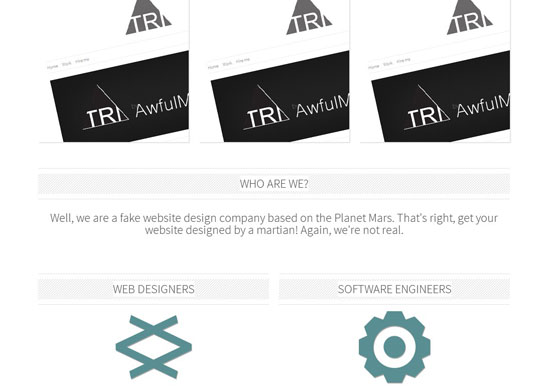 TRI
TRI
TRI
Home Work Hire me
Home Work Hire me
Home Work Hire me
TRI AwfulM
TRI AwfulM
TRI AwfulM
WHO ARE WE?
Well, we are a fake website design company based on the Planet Mars. That's right, get your
website designed by a martian! Again, we're not real.
WEB DESIGNERS
SOFTWARE ENGINEERS